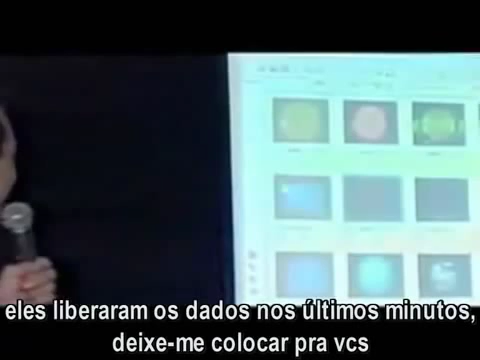 eles liberaram os dados nos últimos minutos,
deixe-me colocar pra vcs